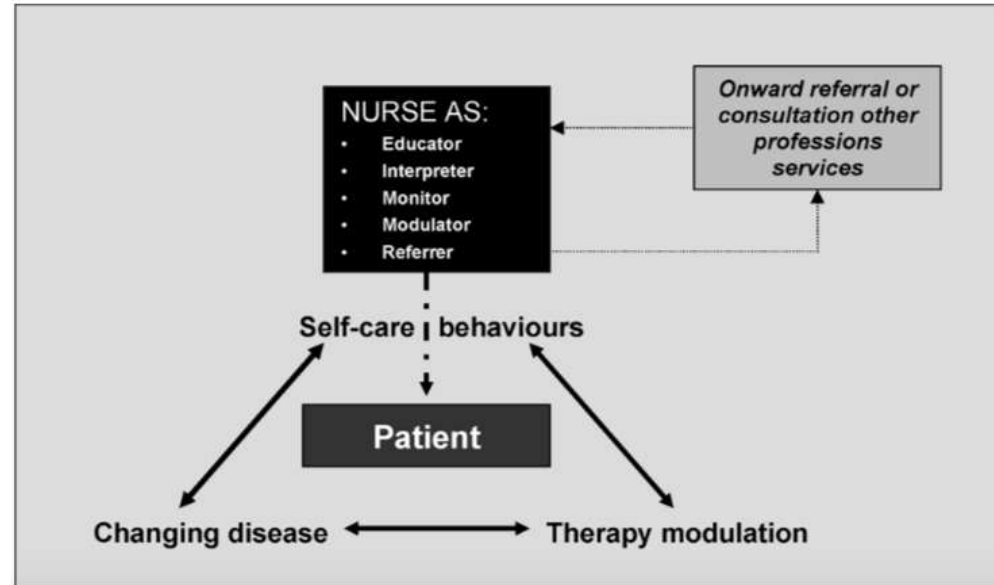 NURSE AS:
• Educator
• Interpreter
• Monitor
• Modulator
• Referrer
Onward referral or
consultation other
professions
services
Self-care behaviours
Patient
Changing disease
Therapy modulation